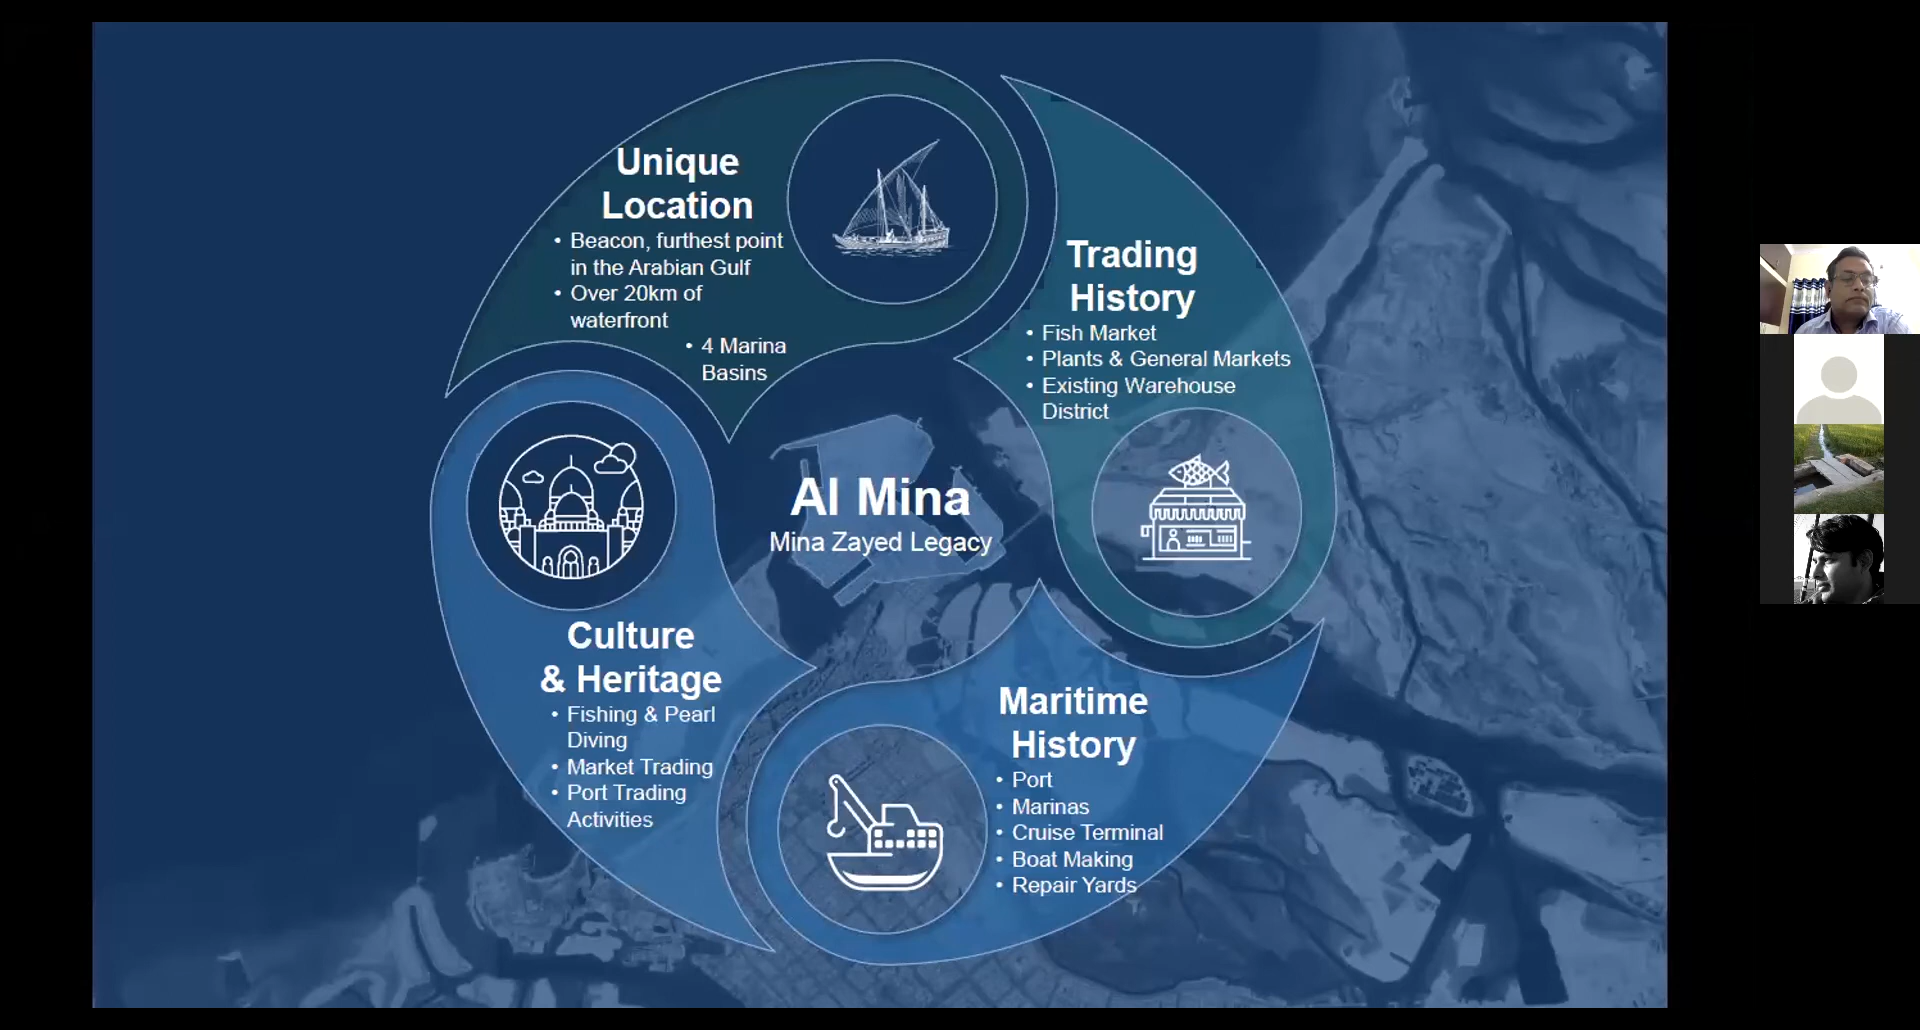 Unique
Location
• Beacon, furthest point
in the Arabian Gulf
• Over 20km of
waterfront
• 4 Marina
Basins
Trading
History
• Fish Market
• Plants & General Markets
• Existing Warehouse
District
Al Mina
Mina Zayed Legacy
Culture
& Heritage
• Fishing & Pearl
Diving
• Market Trading
• Port Trading
Activities
Maritime
History
• Port
• Marinas
• Cruise Terminal
• Boat Making
• Repair Yards